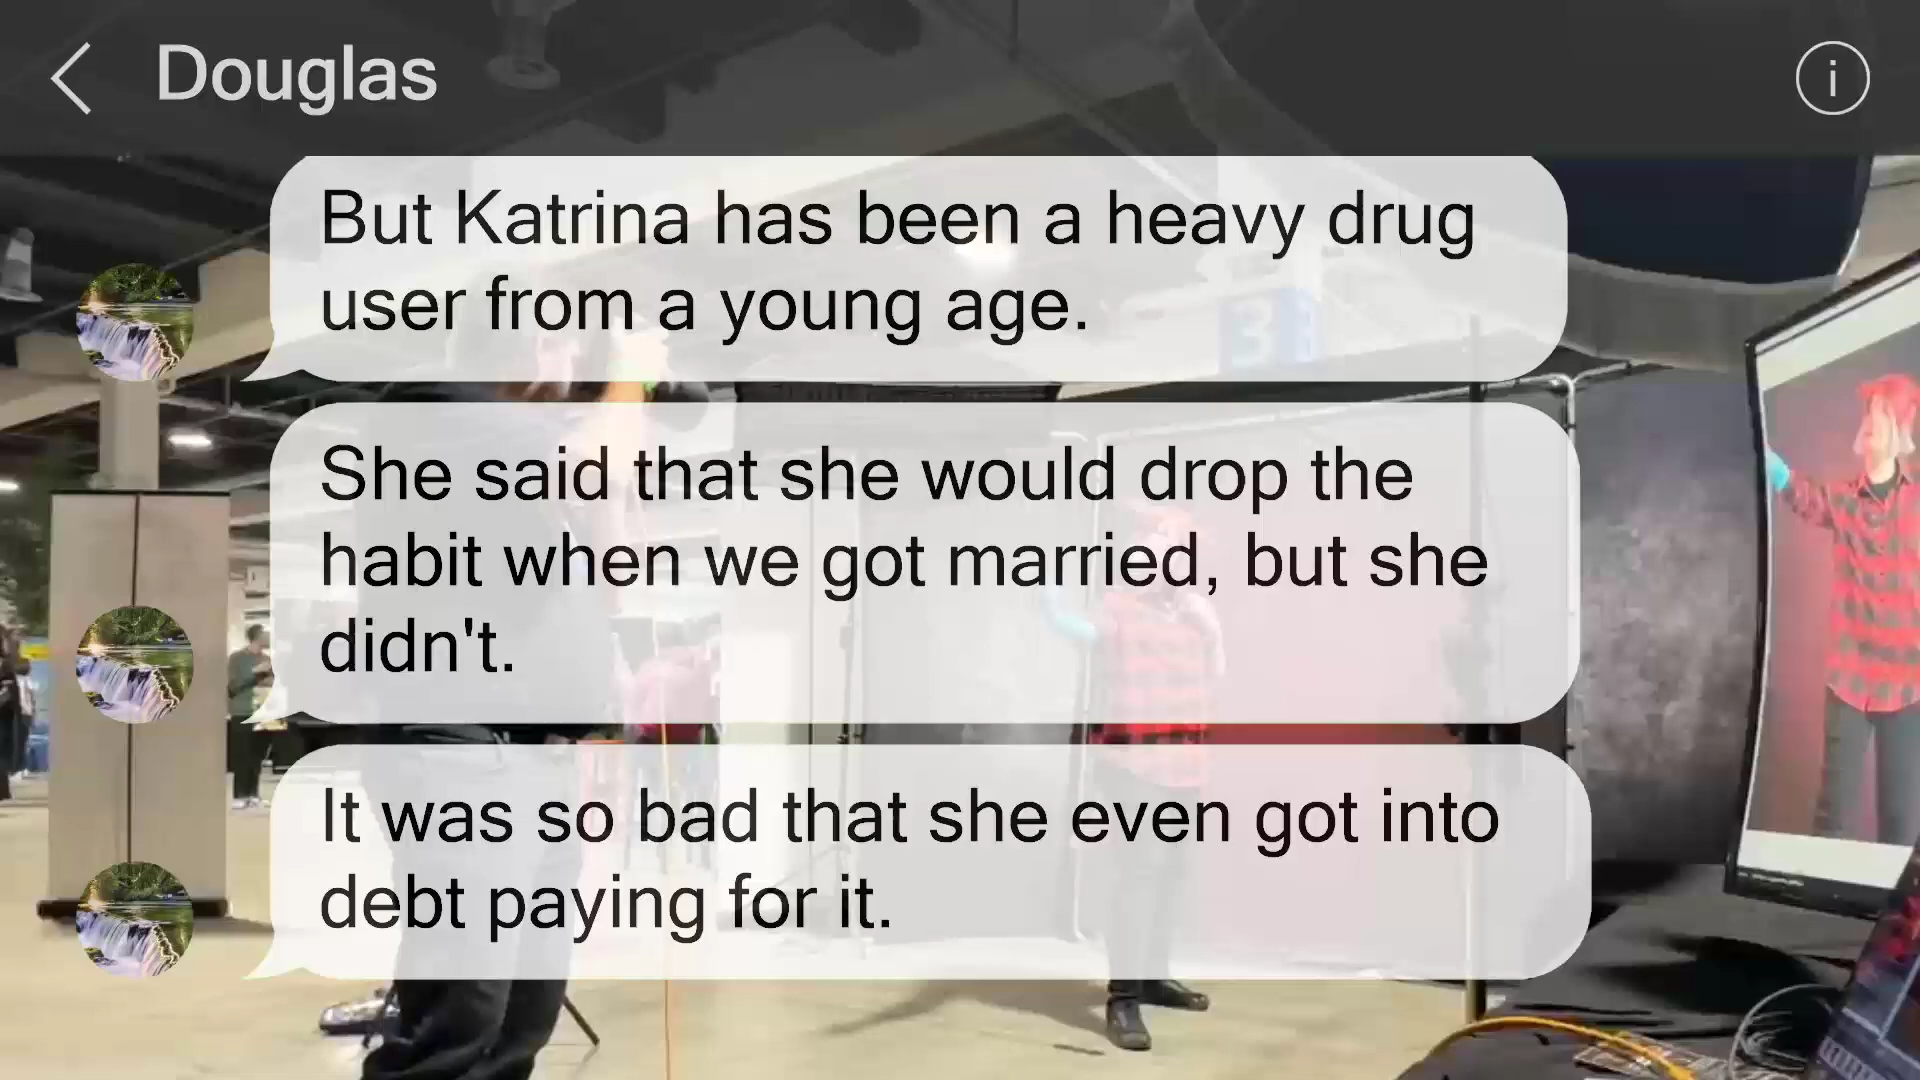 Douglas
But Katrina has been a heavy drug
user from a young age.
3
She said that she would drop the
habit when we got married, but she
didn't.
It was so bad that she even got into
debt paying for it.